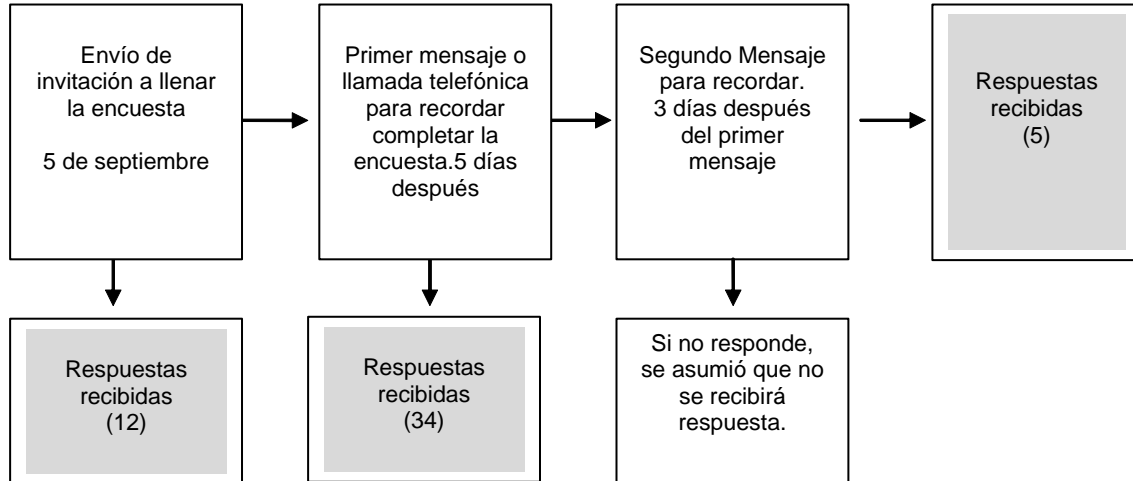 Envío de
invitación a llenar
la encuesta
5 de septiembre
Primer mensaje o
llamada telefónica
para recordar
completar la
encuesta.5 días
después
Segundo Mensaje
para recordar.
3 días después
del primer
mensaje
Respuestas
recibidas
(5)
Respuestas
recibidas
(12)
Respuestas
recibidas
(34)
Si no responde,
se asumió que no
se recibirá
respuesta.